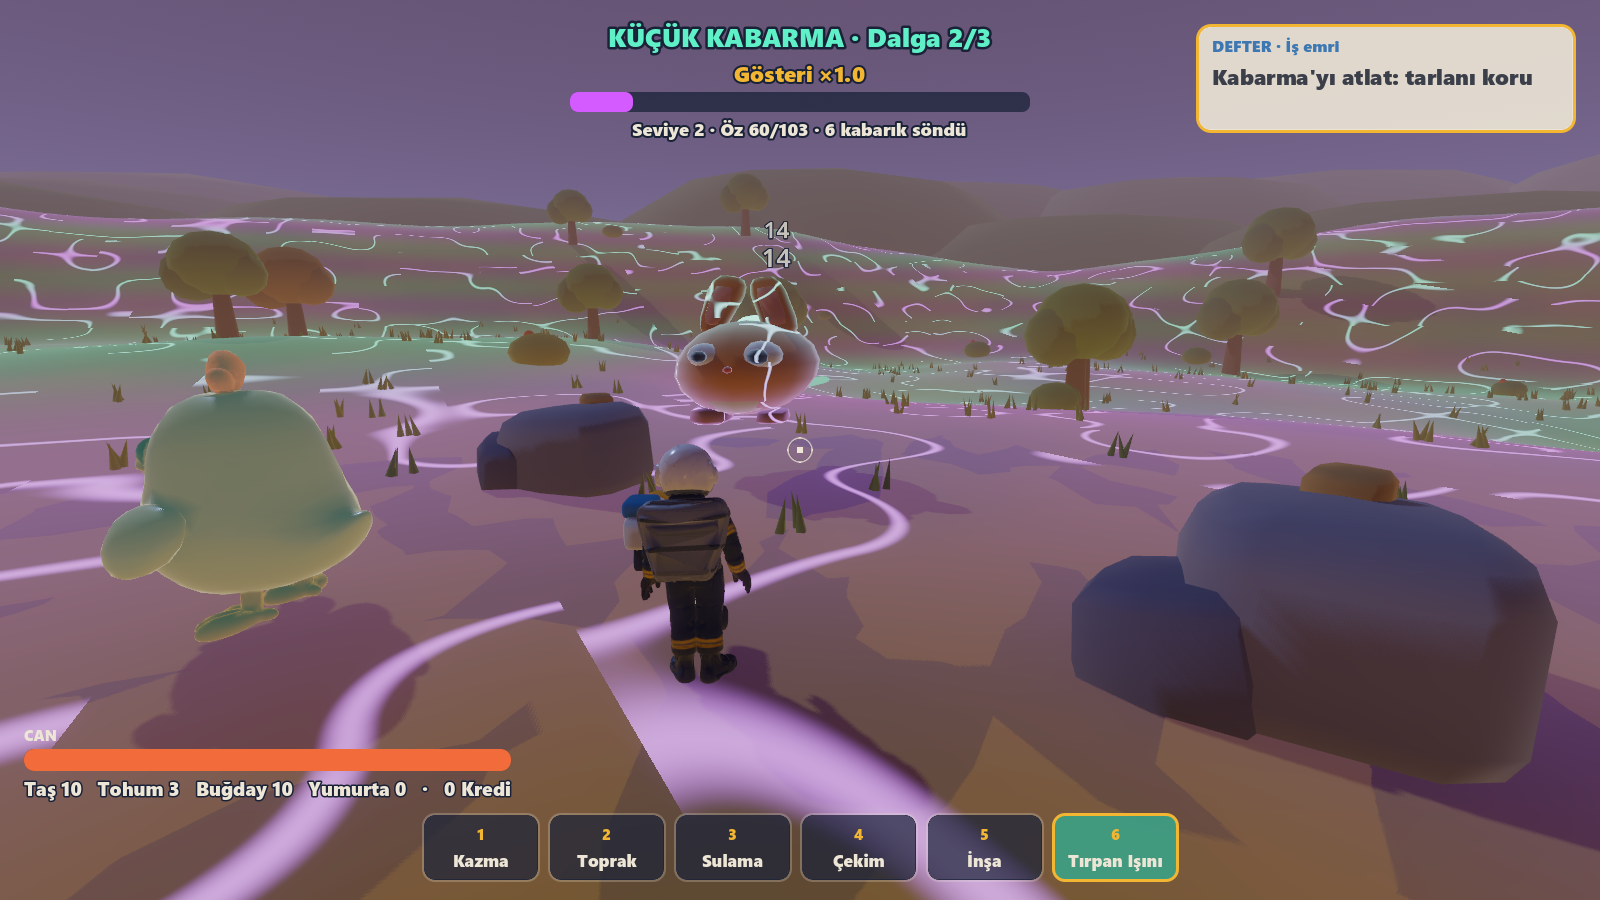 KÜÇÜK KABARMA · Dalga 2/3
Gösteri ×1.0
Seviye 2 · Öz 60/103 · 6 kabarık söndü
DEFTER · İş emri
Kabarma'yı atlat: tarlanı koru
14
14
CAN
Taş 10 Tohum 3 Buğday 10 Yumurta 0 · 0 Kredi
1
Kazma
2
Toprak
3
Sulama
4
Çekim
5
İnşa
6
Tırpan Işını